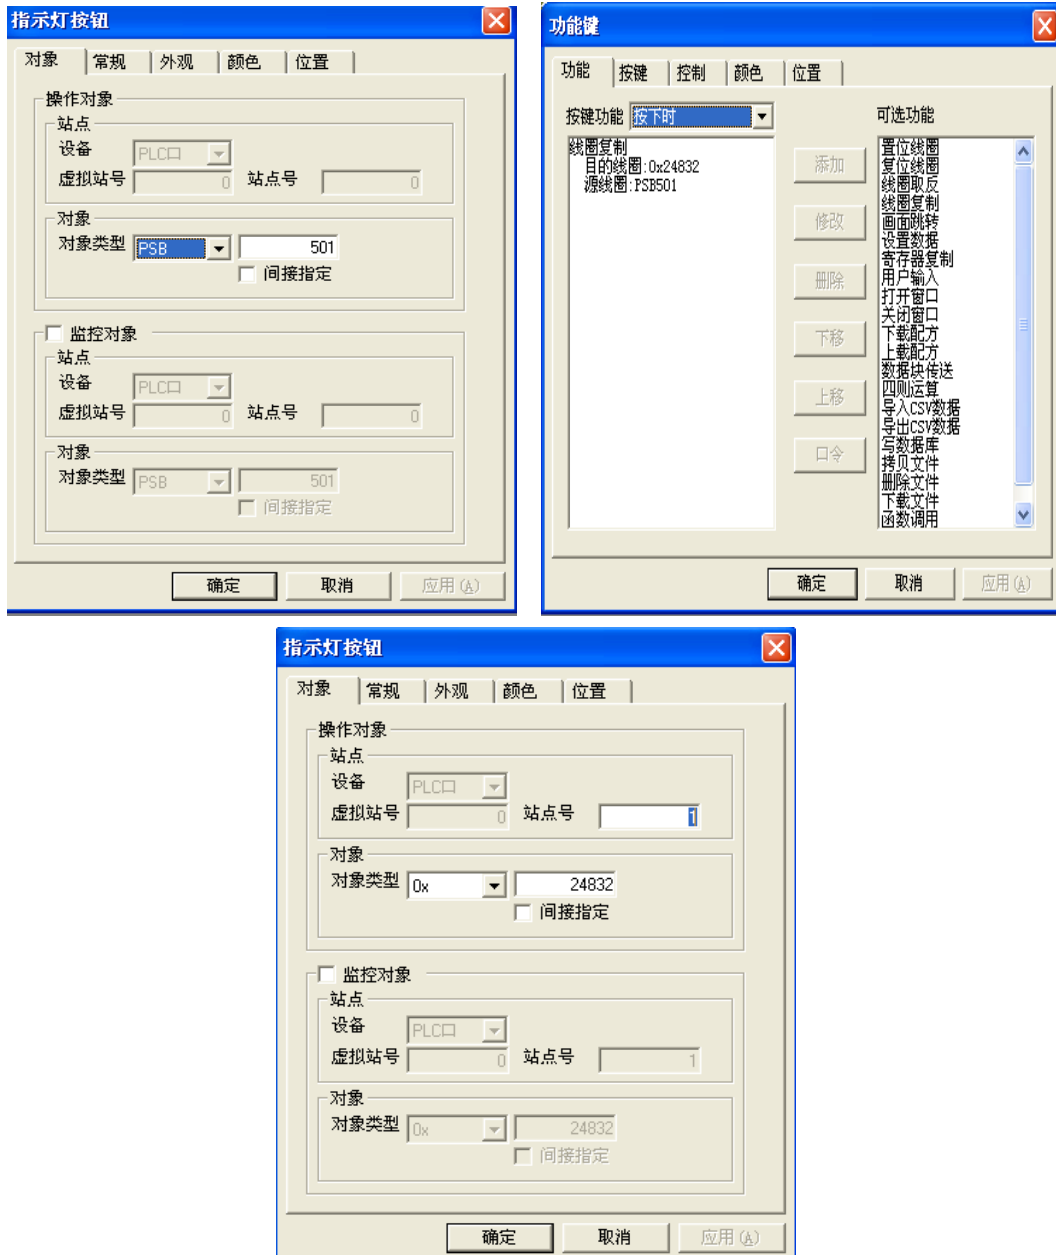 指示灯按钮
对象 常规 外观 颜色 位置
操作对象
站点
设备 PLC口
虚拟站号 0 站点号 0
对象
对象类型 PSB 501
间接指定
监控对象
站点
设备 PLC口
虚拟站号 0 站点号 0
对象
对象类型 PSB 501
间接指定
确定 取消 应用(A)
功能键
功能 按键 控制 颜色 位置
按键功能 按下时
线圈复制
目的线圈:0x24832
源线圈:PSB501
添加
修改
删除
下移
上移
口令
可选功能
置位线圈
复位线圈
线圈取反
线圈复制
画面跳转
设置数据
寄存器复制
用户输入
打开窗口
关闭窗口
下载配方
上载配方
数据块传送
四则运算
导入CSV数据
导出CSV数据
写数据库
拷贝文件
删除文件
下载文件
函数调用
确定 取消 应用(A)
指示灯按钮
对象 常规 外观 颜色 位置
操作对象
站点
设备 PLC口
虚拟站号 0 站点号 1
对象
对象类型 0x 24832
间接指定
监控对象
站点
设备 PLC口
虚拟站号 0 站点号 1
对象
对象类型 0x 24832
间接指定
确定 取消 应用(A)